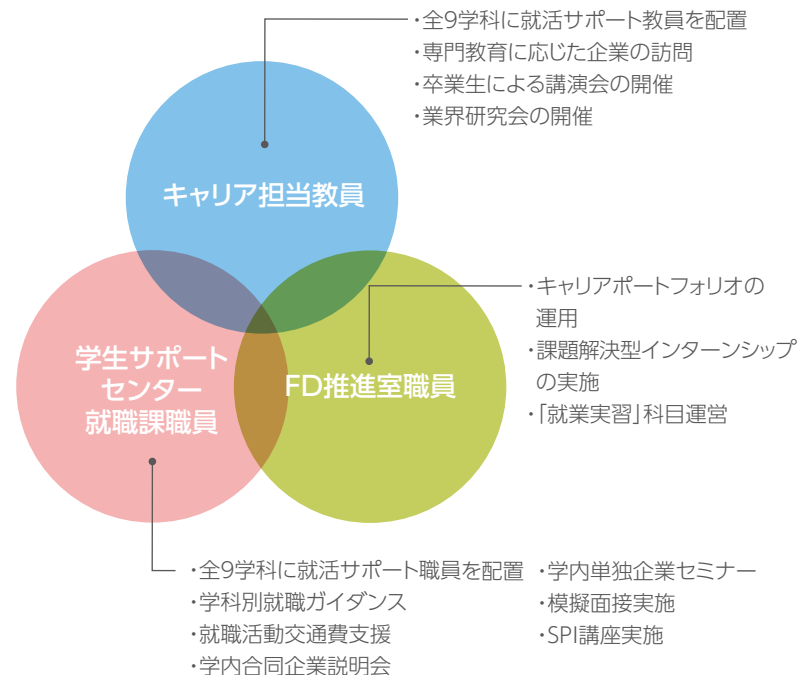 ・全9学科に就活サポート教員を配置
・専門教育に応じた企業の訪問
・卒業生による講演会の開催
・業界研究会の開催
キャリア担当教員
・キャリアポートフォリオの
運用
・課題解決型インターンシップ
の実施
・「就業実習」科目運営
学生サポート
センター
就職課職員
FD推進室職員
・全9学科に就活サポート職員を配置
・学科別就職ガイダンス
・就職活動交通費支援
・学内合同企業説明会
・学内単独企業セミナー
・模擬面接実施
・SPI講座実施